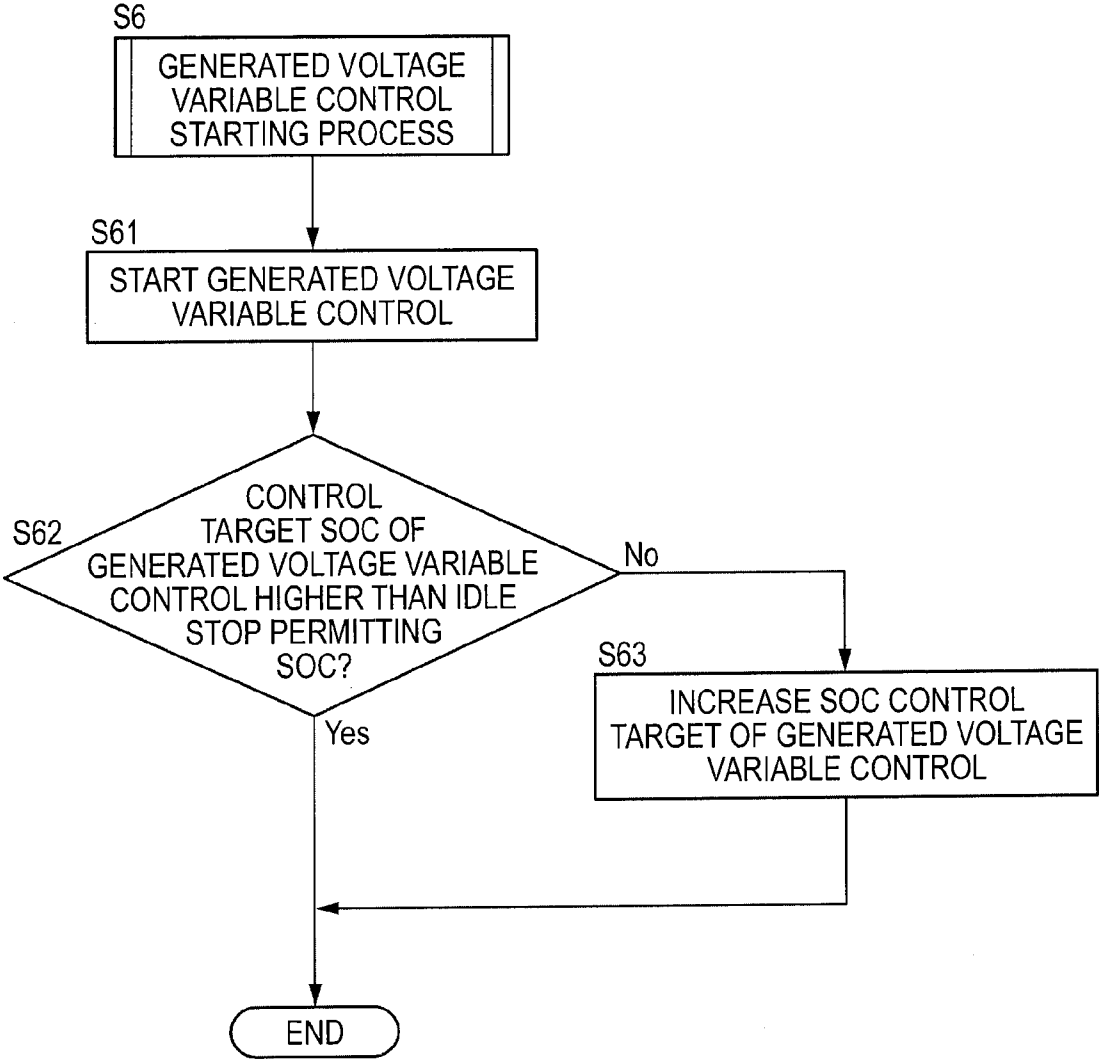 S6
GENERATED VOLTAGE
VARIABLE CONTROL
STARTING PROCESS
S61
START GENERATED VOLTAGE
VARIABLE CONTROL
S62
CONTROL
TARGET SOC OF
GENERATED VOLTAGE VARIABLE
CONTROL HIGHER THAN IDLE
STOP PERMITTING
SOC?
No
Yes
S63
INCREASE SOC CONTROL
TARGET OF GENERATED VOLTAGE
VARIABLE CONTROL
END